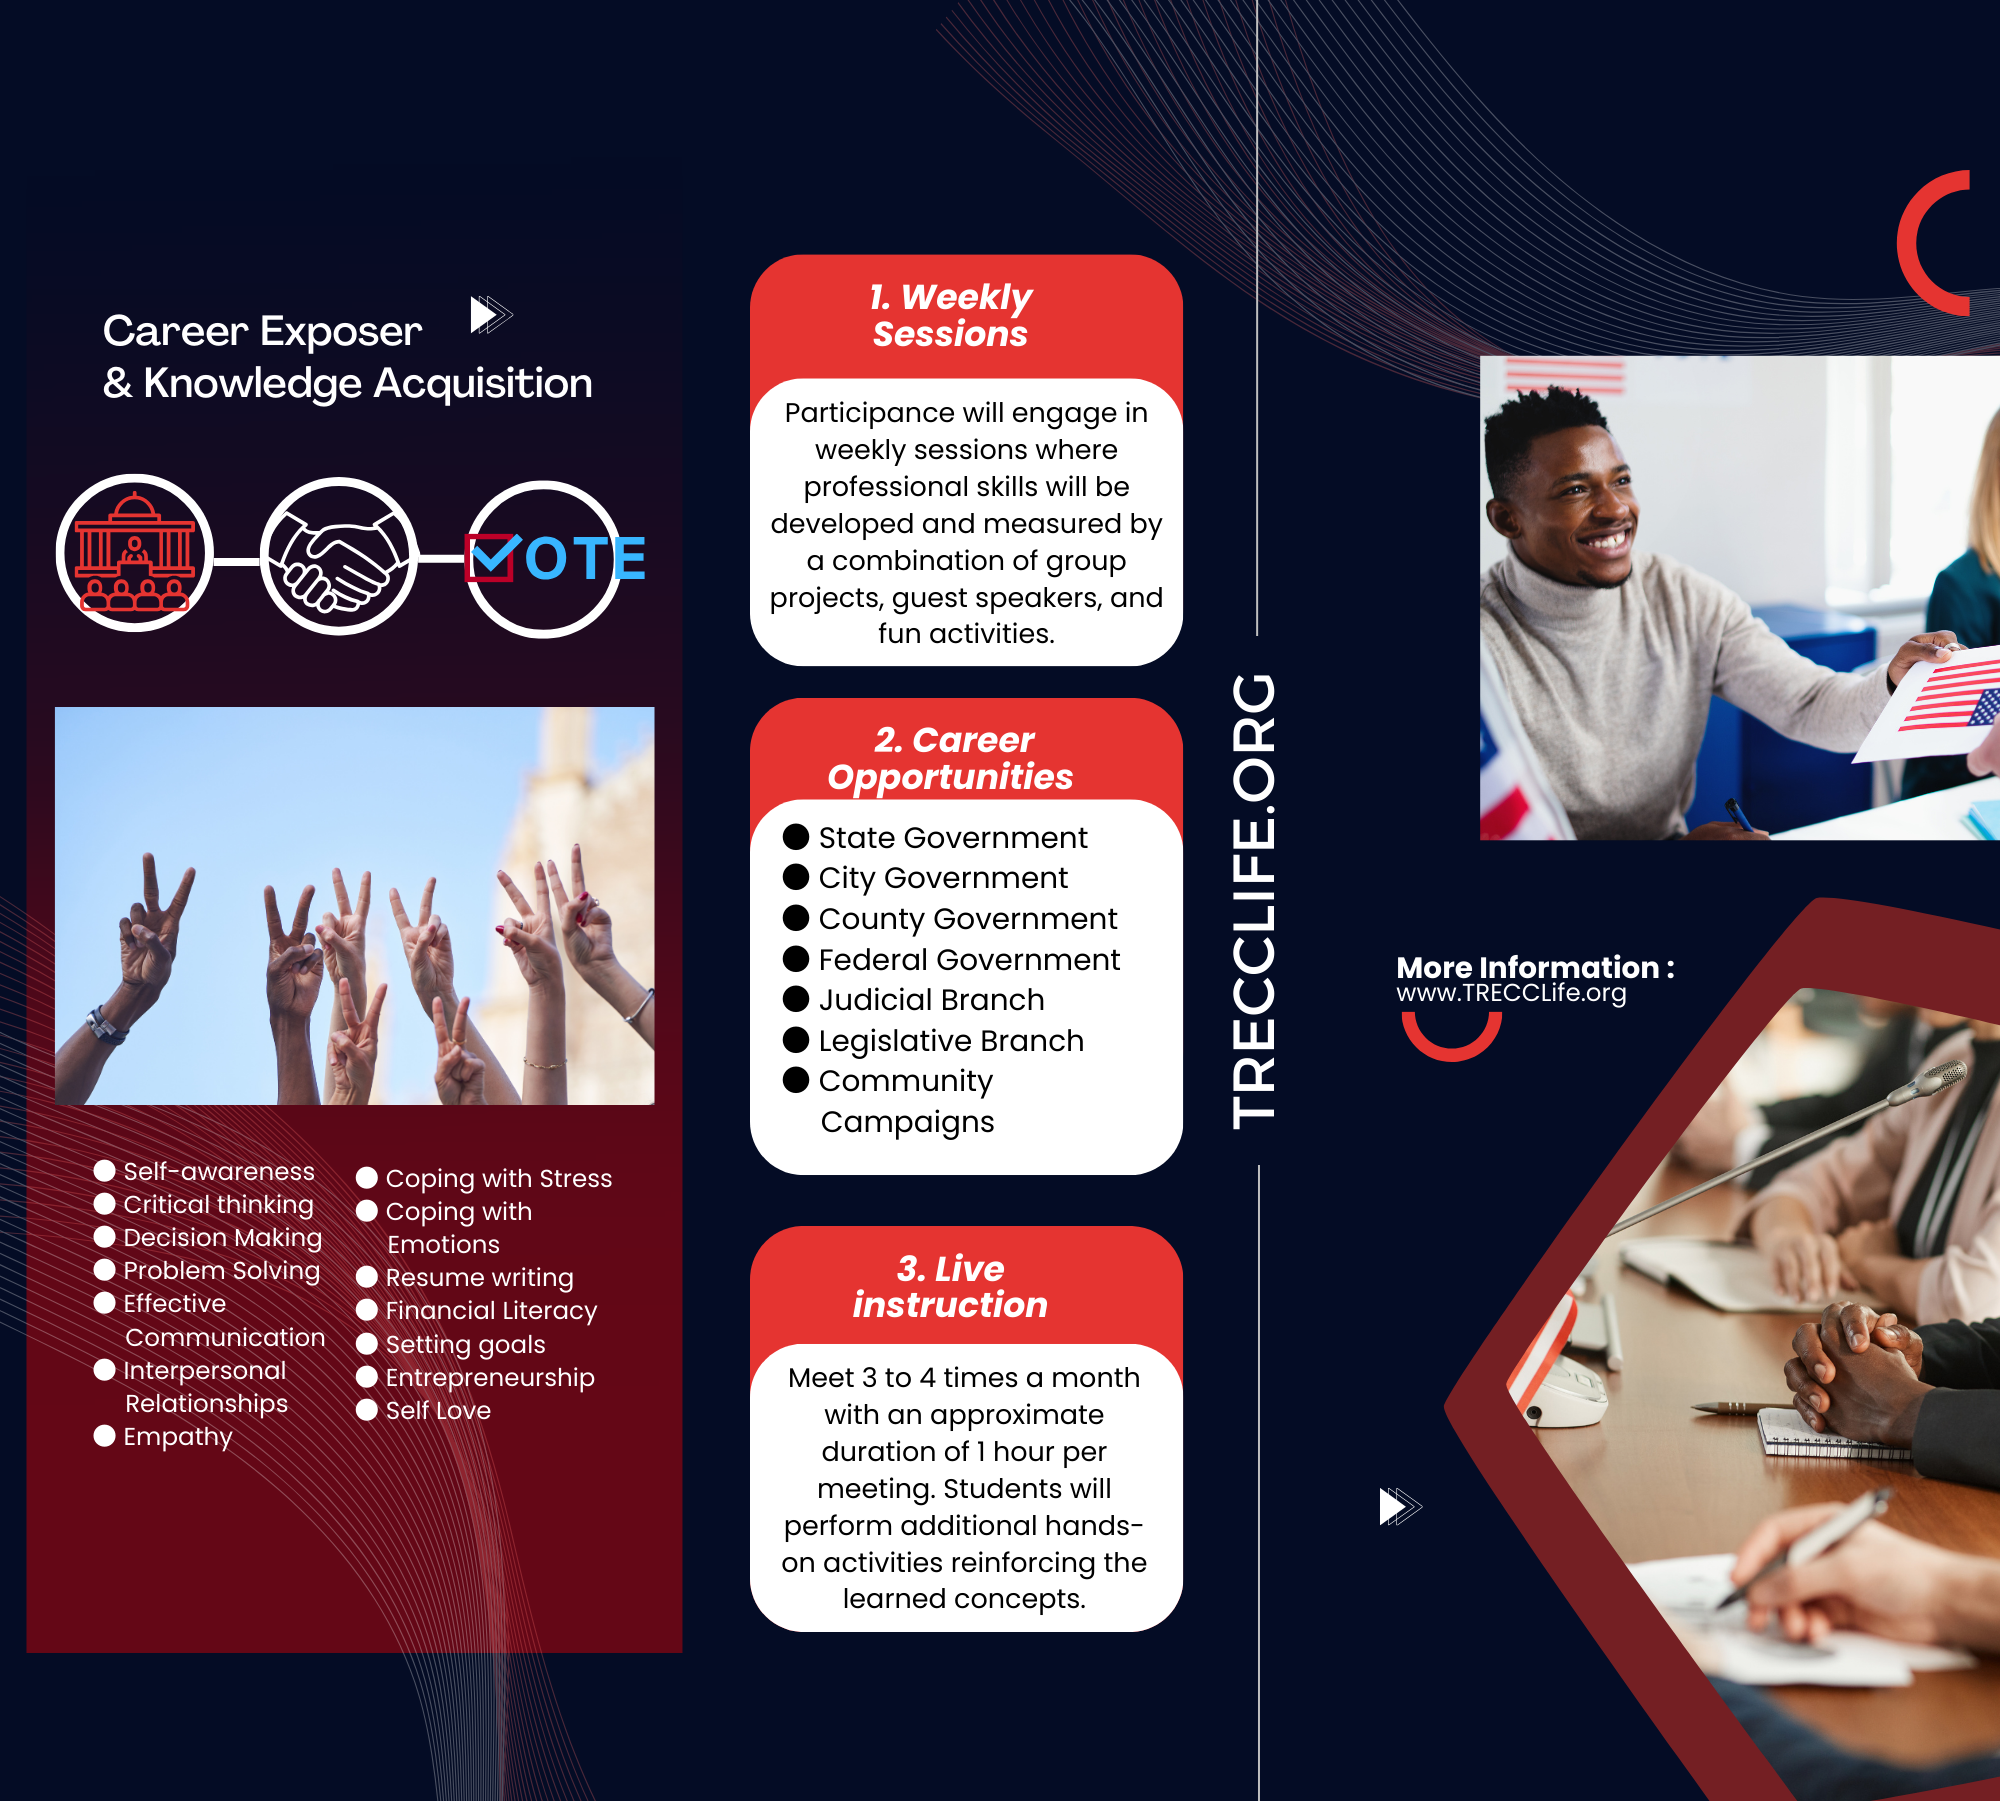 Career Exposer
& Knowledge Acquisition
OTE
Self-awareness
Critical thinking
Decision Making
Problem Solving
Effective
Communication
Interpersonal
Relationships
Empathy
Coping with Stress
Coping with
Emotions
Resume writing
Financial Literacy
Setting goals
Entrepreneurship
Self Love
1. Weekly
Sessions
Participance will engage in
weekly sessions where
professional skills will be
developed and measured by
a combination of group
projects, guest speakers, and
fun activities.
2. Career
Opportunities
State Government
City Government
County Government
Federal Government
Judicial Branch
Legislative Branch
Community
Campaigns
3. Live
instruction
Meet 3 to 4 times a month
with an approximate
duration of 1 hour per
meeting. Students will
perform additional hands-
on activities reinforcing the
learned concepts.
TRECCLIFE.ORG
More Information :
www.TRECCLife.org